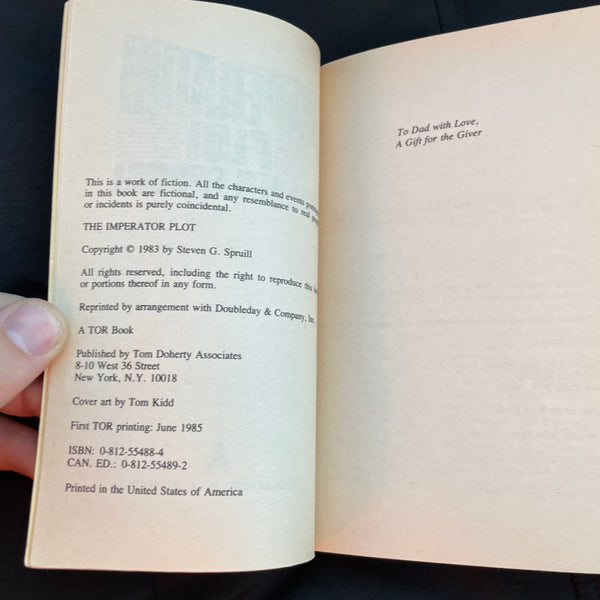 This is a work of fiction. All the characters and events
in this book are fictional, and any resemblance to real
or incidents is purely coincidental.
THE IMPERATOR PLOT
Copyright © 1983 by Steven G. Spruill
All rights reserved, including the right to reproduce this
or portions thereof in any form.
Reprinted by arrangement with Doubleday & Company, Inc.
A TOR Book
Published by Tom Doherty Associates
8-10 West 36 Street
New York, N.Y. 10018
Cover art by Tom Kidd
First TOR printing: June 1985
ISBN: 0-812-55488-4
CAN. ED.: 0-812-55489-2
Printed in the United States of America
To Dad with Love,
A Gift for the Giver